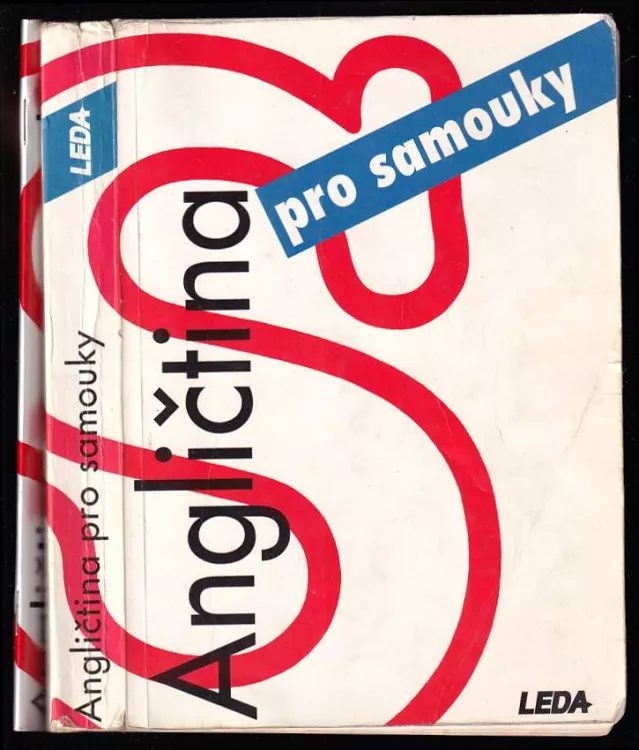 LEDA
Angličtina pro samouky
Angličtina
pro samouky
LEDA